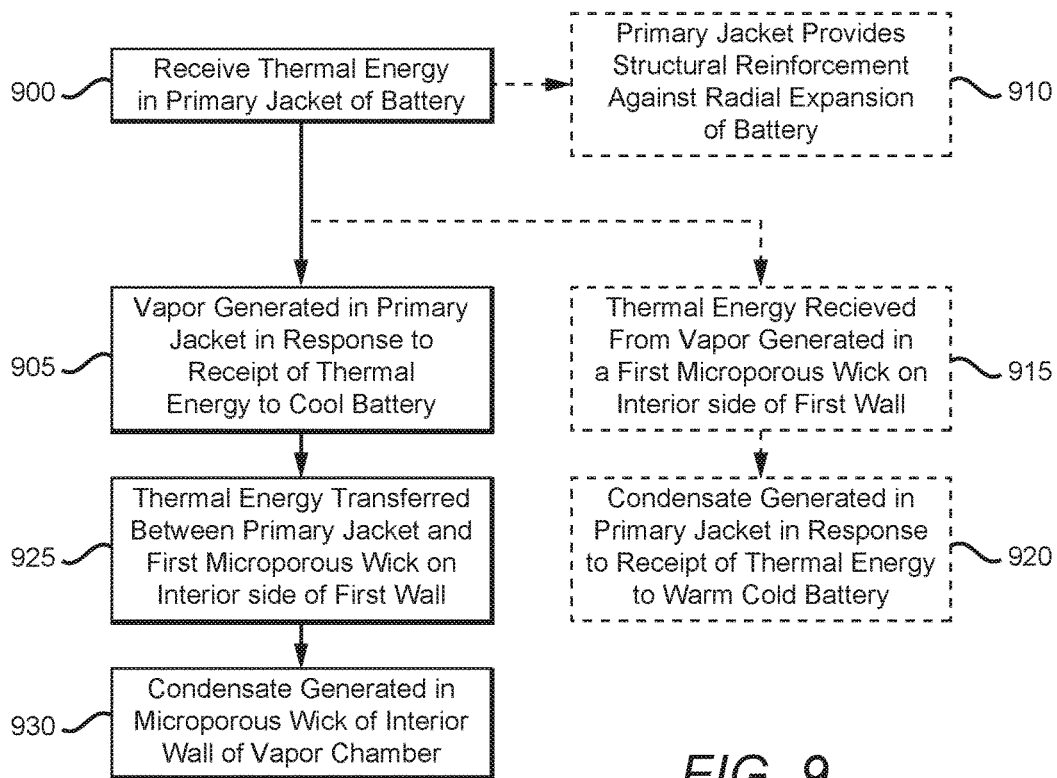 900
Receive Thermal Energy
in Primary Jacket of Battery
Primary Jacket Provides
Structural Reinforcement
Against Radial Expansion
of Battery
910
905
Vapor Generated in Primary
Jacket in Response to
Receipt of Thermal
Energy to Cool Battery
Thermal Energy Recieved
From Vapor Generated in
a First Microporous Wick on
Interior side of First Wall
915
925
Thermal Energy Transferred
Between Primary Jacket and
First Microporous Wick on
Interior side of First Wall
Condensate Generated in
Primary Jacket in Response
to Receipt of Thermal Energy
to Warm Cold Battery
920
930
Condensate Generated in
Microporous Wick of Interior
Wall of Vapor Chamber
FIG. 9